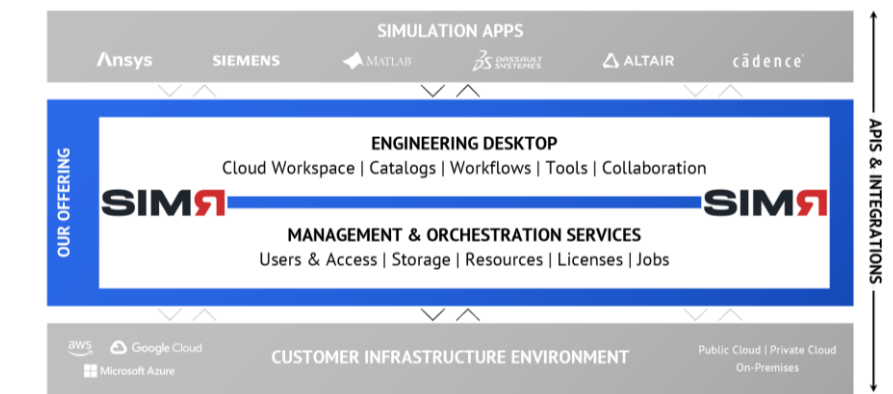 SIMULATION APPS
Ansys SIEMENS MATLAB DASSAULT SYSTEMES ALTAIR cādence
OUR OFFERING
ENGINEERING DESKTOP
Cloud Workspace | Catalogs | Workflows | Tools | Collaboration
SIMЯ SIMЯ
MANAGEMENT & ORCHESTRATION SERVICES
Users & Access | Storage | Resources | Licenses | Jobs
APIS & INTEGRATIONS
aws Google Cloud
Microsoft Azure
CUSTOMER INFRASTRUCTURE ENVIRONMENT
Public Cloud | Private Cloud
On-Premises